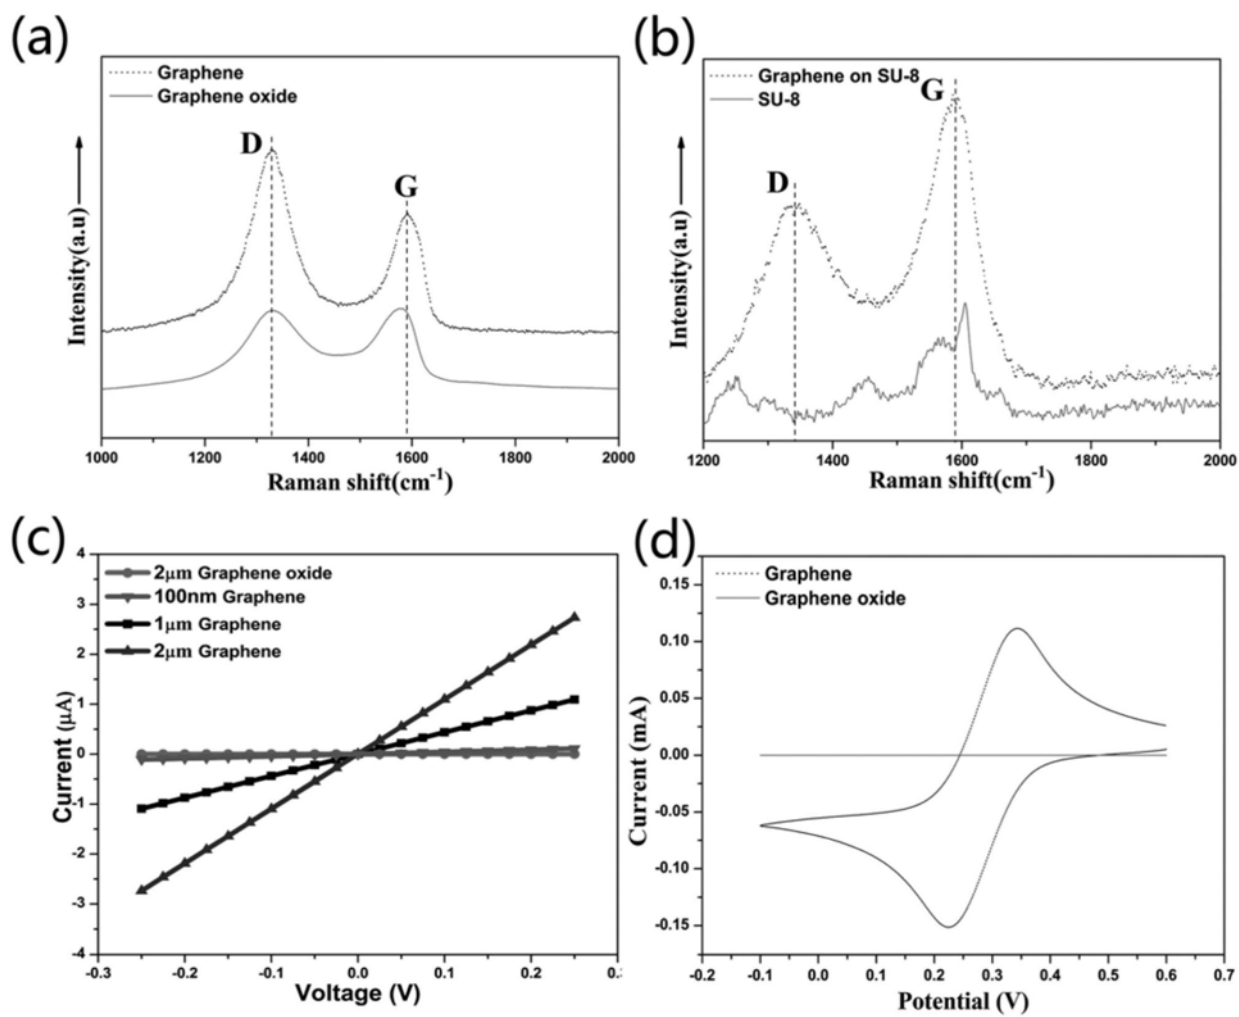 (a)
Graphene
Graphene oxide
D
G
Intensity(a.u)
1000 1200 1400 1600 1800 2000
Raman shift(cm⁻¹)
(b)
Graphene on SU-8
SU-8
G
D
Intensity(a.u)
1200 1400 1600 1800 2000
Raman shift(cm⁻¹)
(c)
2μm Graphene oxide
100nm Graphene
1μm Graphene
2μm Graphene
4
3
2
1
0
-1
-2
-3
-4
Current (μA)
-0.3 -0.2 -0.1 0.0 0.1 0.2
Voltage (V)
(d)
Graphene
Graphene oxide
0.15
0.10
0.05
0.00
-0.05
-0.10
-0.15
Current (mA)
-0.2 -0.1 0.0 0.1 0.2 0.3 0.4 0.5 0.6 0.7
Potential (V)